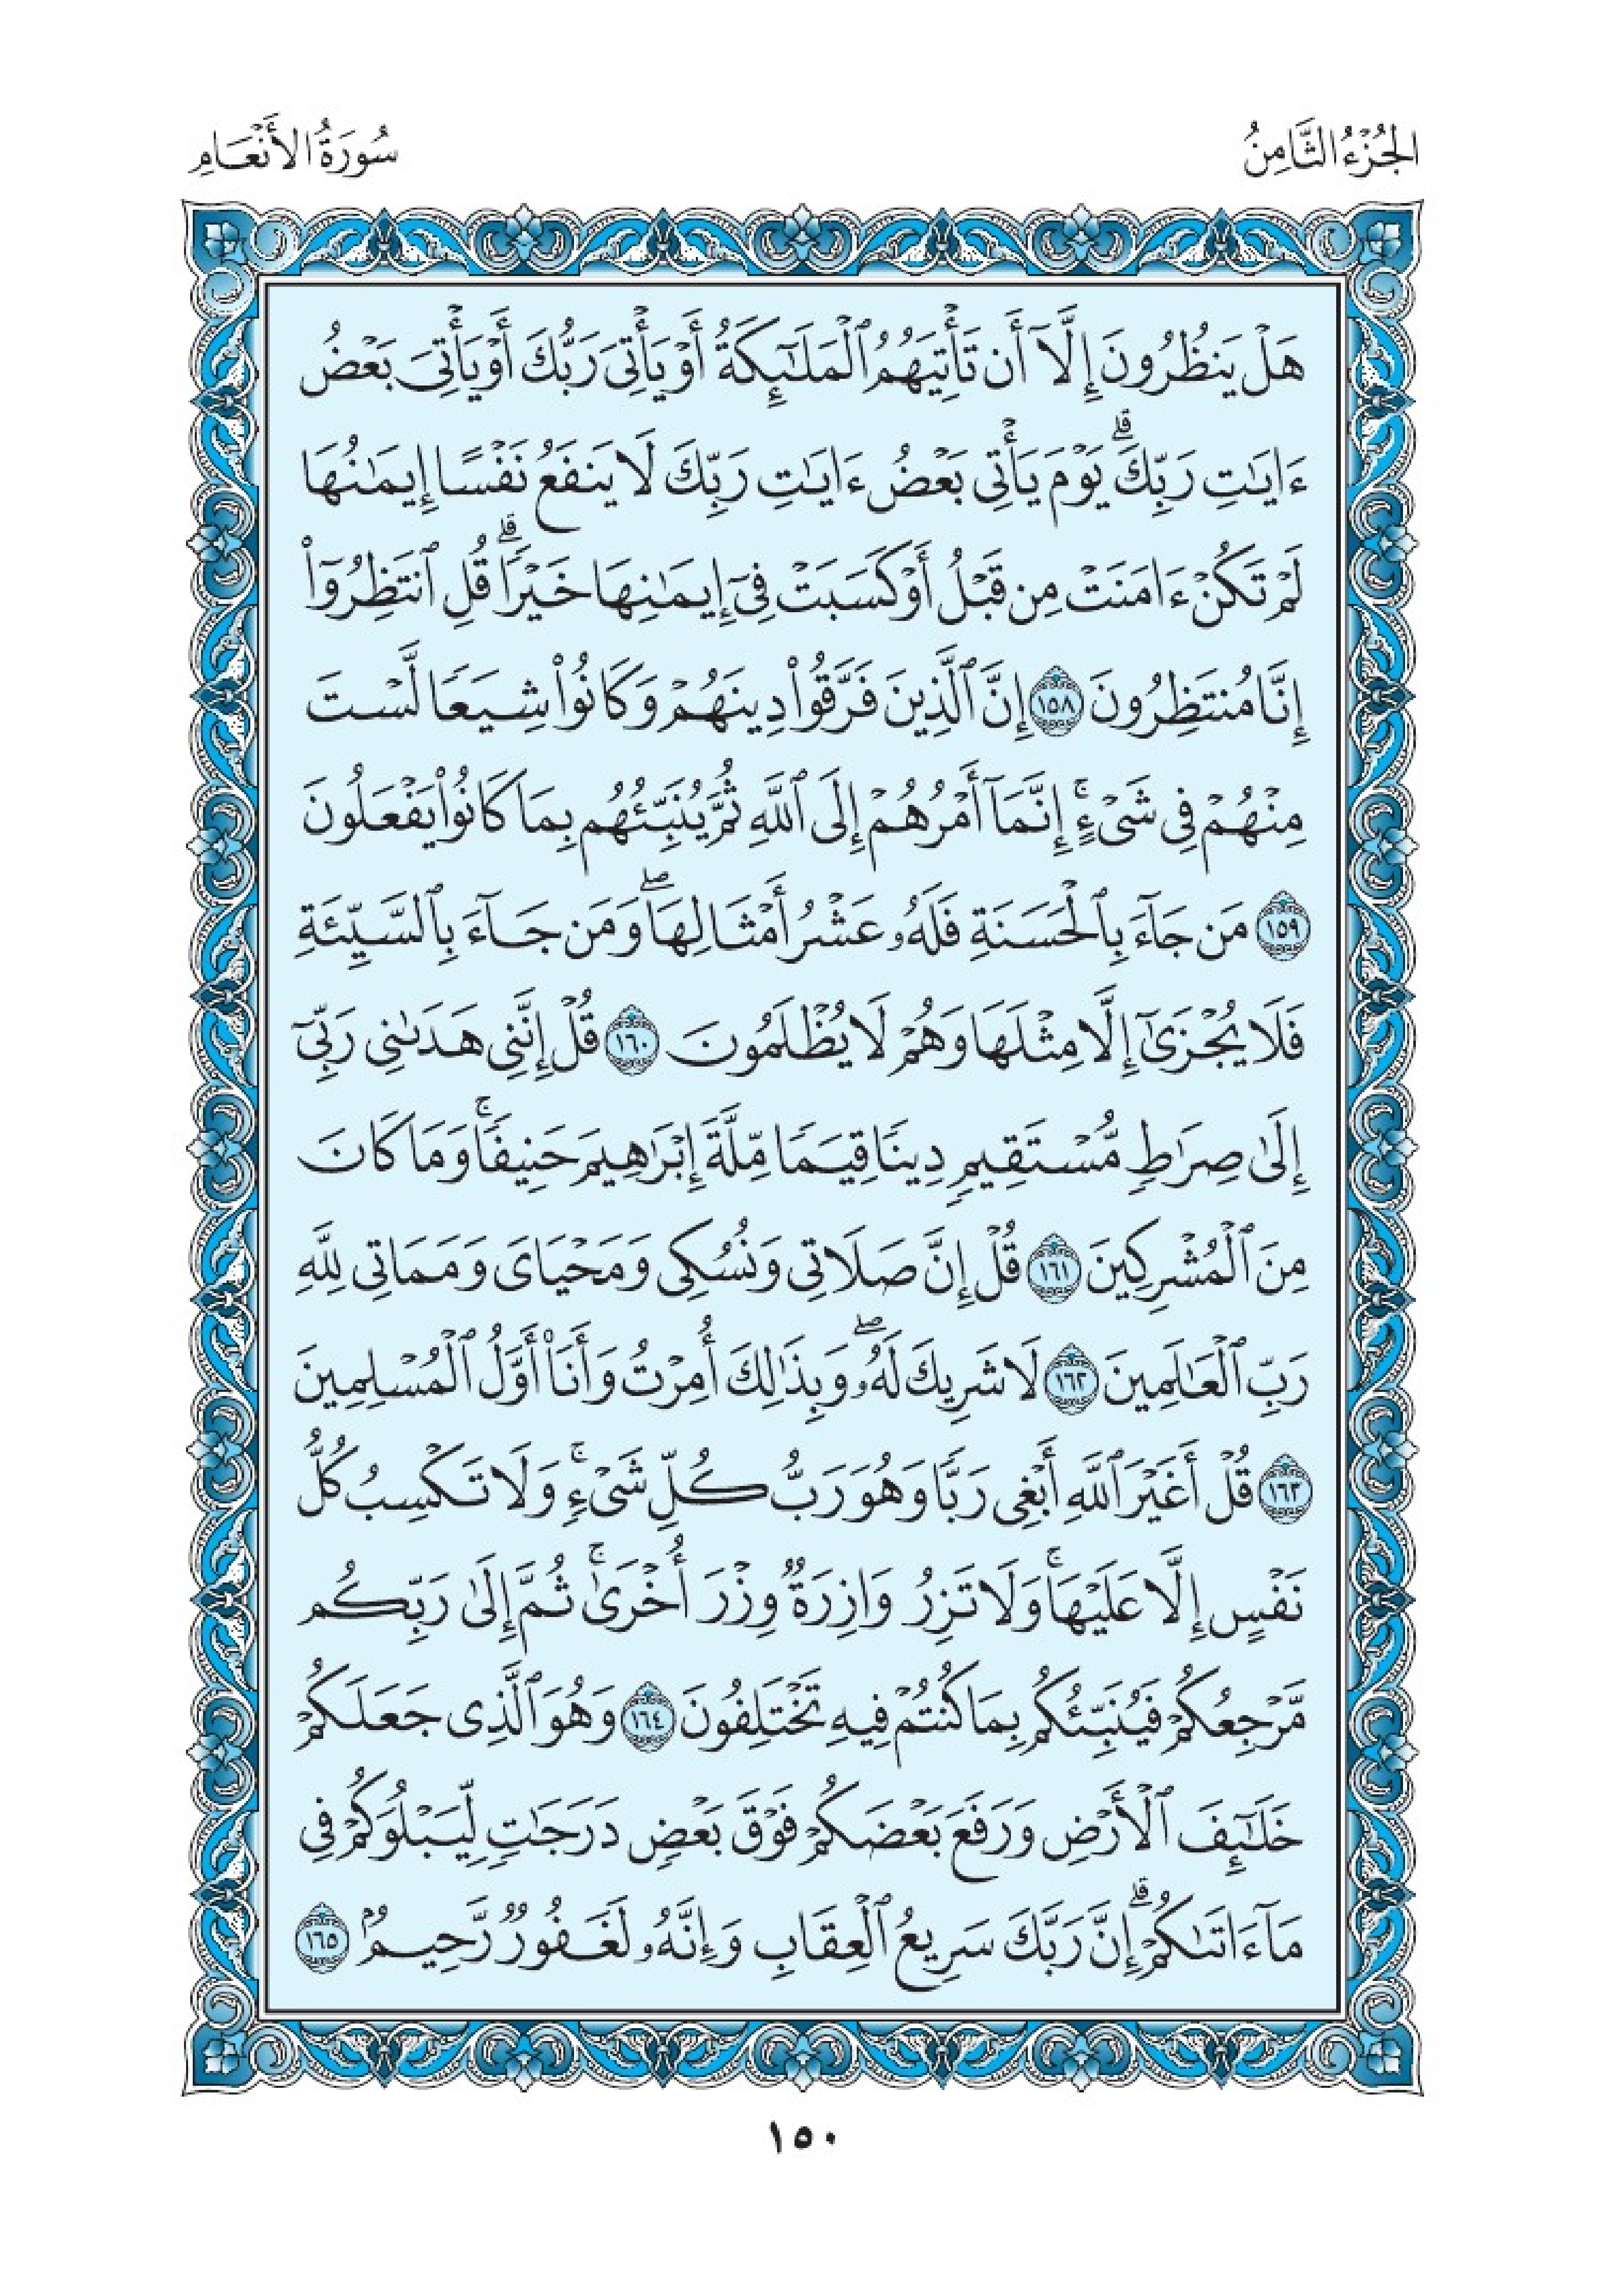 الجُزْءُ الثَّامِنُ
سُورَةُ الأَنْعَامِ
هَلْ يَنظُرُونَ إِلَّآ أَن تَأْتِيَهُمُ ٱلْمَلَٰٓئِكَةُ أَوْ يَأْتِىَ رَبُّكَ أَوْ يَأْتِىَ بَعْضُ
ءَايَٰتِ رَبِّكَ ۗ يَوْمَ يَأْتِى بَعْضُ ءَايَٰتِ رَبِّكَ لَا يَنفَعُ نَفْسًا إِيمَٰنُهَا
لَمْ تَكُنْ ءَامَنَتْ مِن قَبْلُ أَوْ كَسَبَتْ فِىٓ إِيمَٰنِهَا خَيْرًا ۗ قُلِ ٱنتَظِرُوٓا۟
إِنَّا مُنتَظِرُونَ ١٥٨ إِنَّ ٱلَّذِينَ فَرَّقُوا۟ دِينَهُمْ وَكَانُوا۟ شِيَعًا لَّسْتَ
مِنْهُمْ فِى شَىْءٍ ۚ إِنَّمَآ أَمْرُهُمْ إِلَى ٱللَّهِ ثُمَّ يُنَبِّئُهُم بِمَا كَانُوا۟ يَفْعَلُونَ
١٥٩ مَن جَآءَ بِٱلْحَسَنَةِ فَلَهُۥ عَشْرُ أَمْثَالِهَا ۖ وَمَن جَآءَ بِٱلسَّيِّئَةِ
فَلَا يُجْزَىٰٓ إِلَّا مِثْلَهَا وَهُمْ لَا يُظْلَمُونَ ١٦٠ قُلْ إِنَّنِى هَدَىٰنِى رَبِّىٓ
إِلَىٰ صِرَٰطٍ مُّسْتَقِيمٍ دِينًا قِيَمًا مِّلَّةَ إِبْرَٰهِيمَ حَنِيفًا ۚ وَمَا كَانَ
مِنَ ٱلْمُشْرِكِينَ ١٦١ قُلْ إِنَّ صَلَاتِى وَنُسُكِى وَمَحْيَاىَ وَمَمَاتِى لِلَّهِ
رَبِّ ٱلْعَٰلَمِينَ ١٦٢ لَا شَرِيكَ لَهُۥ ۖ وَبِذَٰلِكَ أُمِرْتُ وَأَنَا۠ أَوَّلُ ٱلْمُسْلِمِينَ
١٦٣ قُلْ أَغَيْرَ ٱللَّهِ أَبْغِى رَبًّا وَهُوَ رَبُّ كُلِّ شَىْءٍ ۚ وَلَا تَكْسِبُ كُلُّ
نَفْسٍ إِلَّا عَلَيْهَا ۚ وَلَا تَزِرُ وَازِرَةٌ وِزْرَ أُخْرَىٰ ۚ ثُمَّ إِلَىٰ رَبِّكُم
مَّرْجِعُكُمْ فَيُنَبِّئُكُم بِمَا كُنتُمْ فِيهِ تَخْتَلِفُونَ ١٦٤ وَهُوَ ٱلَّذِى جَعَلَكُمْ
خَلَٰٓئِفَ ٱلْأَرْضِ وَرَفَعَ بَعْضَكُمْ فَوْقَ بَعْضٍ دَرَجَٰتٍ لِّيَبْلُوَكُمْ فِى
مَآ ءَاتَىٰكُمْ ۗ إِنَّ رَبَّكَ سَرِيعُ ٱلْعِقَابِ وَإِنَّهُۥ لَغَفُورٌ رَّحِيمٌۢ ١٦٥
١٥٠